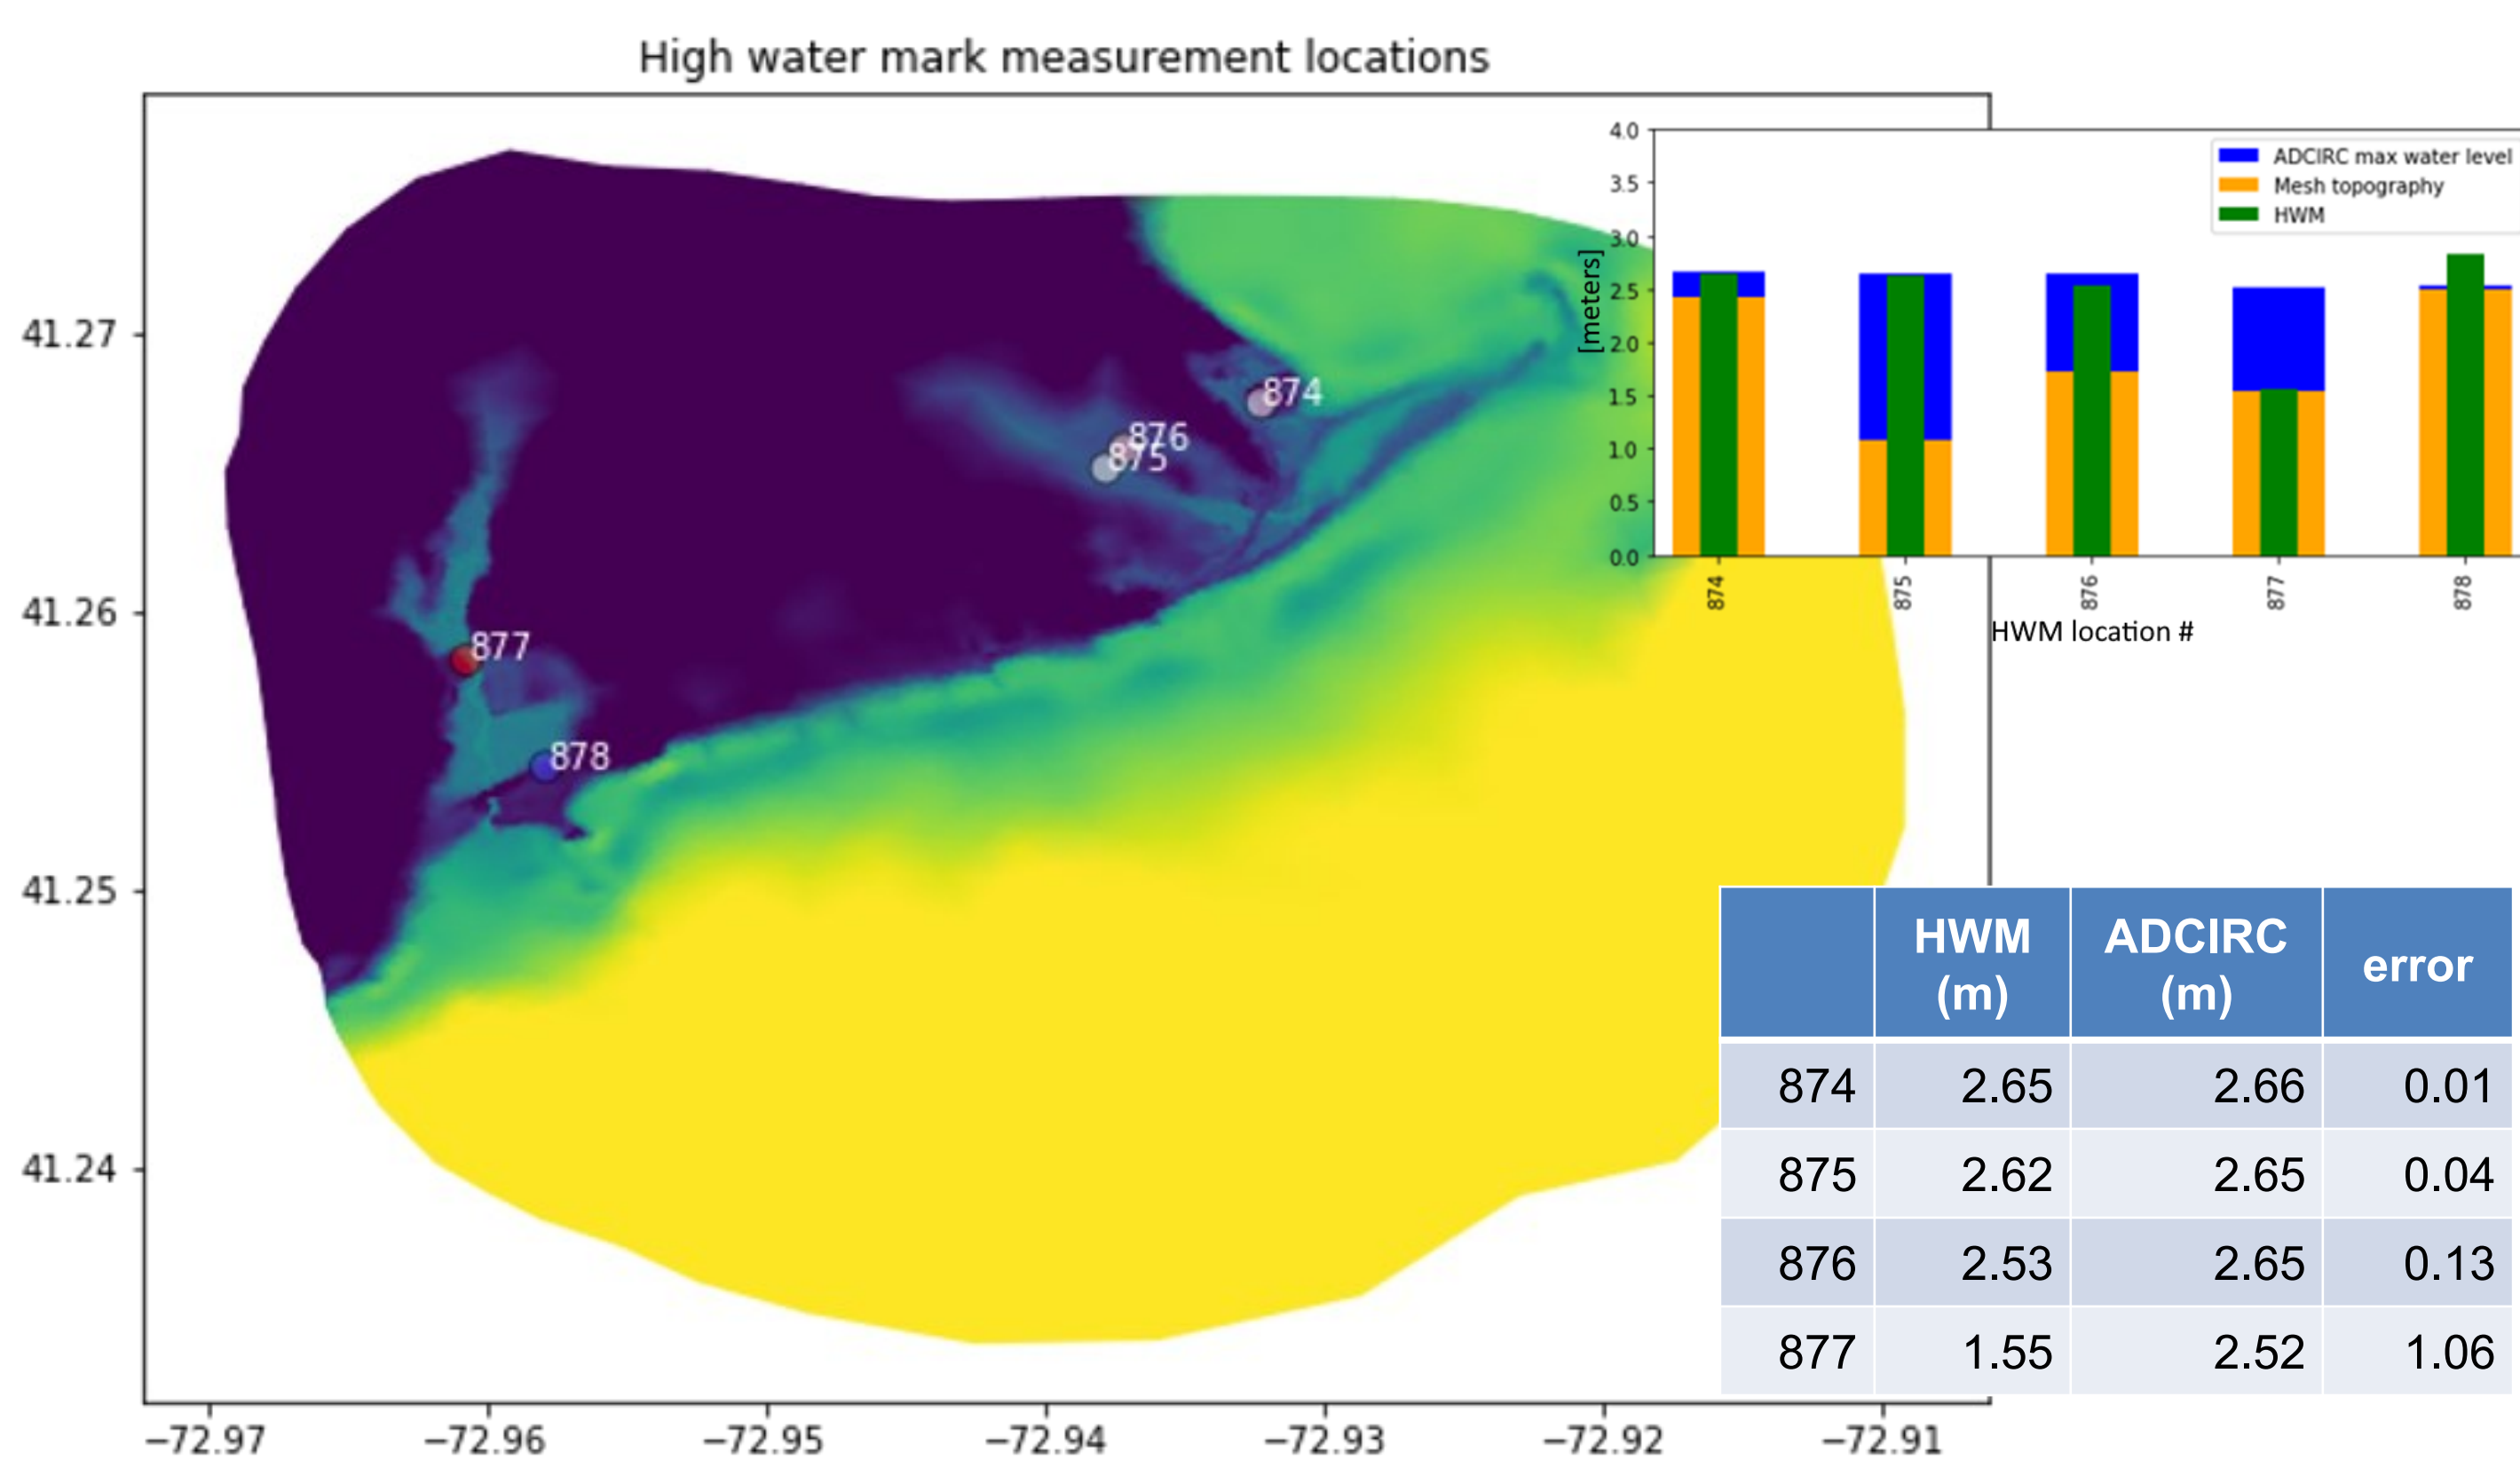 High water mark measurement locations
41.27
41.26
41.25
41.24
−72.97 −72.96 −72.95 −72.94 −72.93 −72.92 −72.91
874
876
875
877
878
4.0
3.5
3.0
2.5
2.0
1.5
1.0
0.5
0.0
[meters]
ADCIRC max water level
Mesh topography
HWM
874 875 876 877 878
HWM location #
HWM (m) ADCIRC (m) error
874 2.65 2.66 0.01
875 2.62 2.65 0.04
876 2.53 2.65 0.13
877 1.55 2.52 1.06